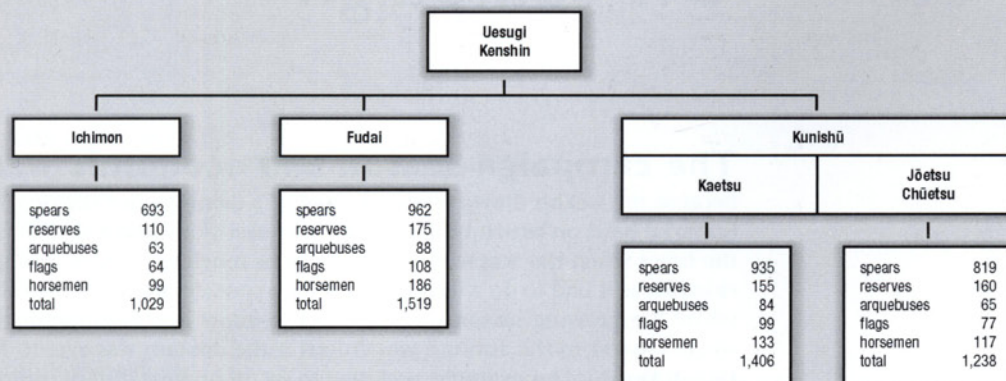 Uesugi
Kenshin
Ichimon
spears 693
reserves 110
arquebuses 63
flags 64
horsemen 99
total 1,029
Fudai
spears 962
reserves 175
arquebuses 88
flags 108
horsemen 186
total 1,519
Kunishū
Kaetsu
spears 935
reserves 155
arquebuses 84
flags 99
horsemen 133
total 1,406
Jōetsu
Chūetsu
spears 819
reserves 160
arquebuses 65
flags 77
horsemen 117
total 1,238